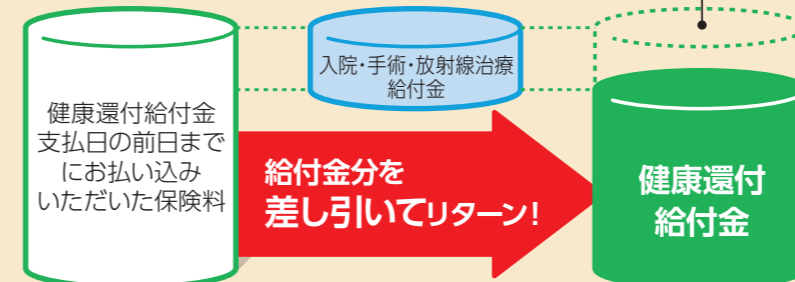 健康還付給付金
支払日の前日まで
にお払い込み
いただいた保険料
入院・手術・放射線治療
給付金
給付金分を
差し引いてリターン!
健康還付
給付金